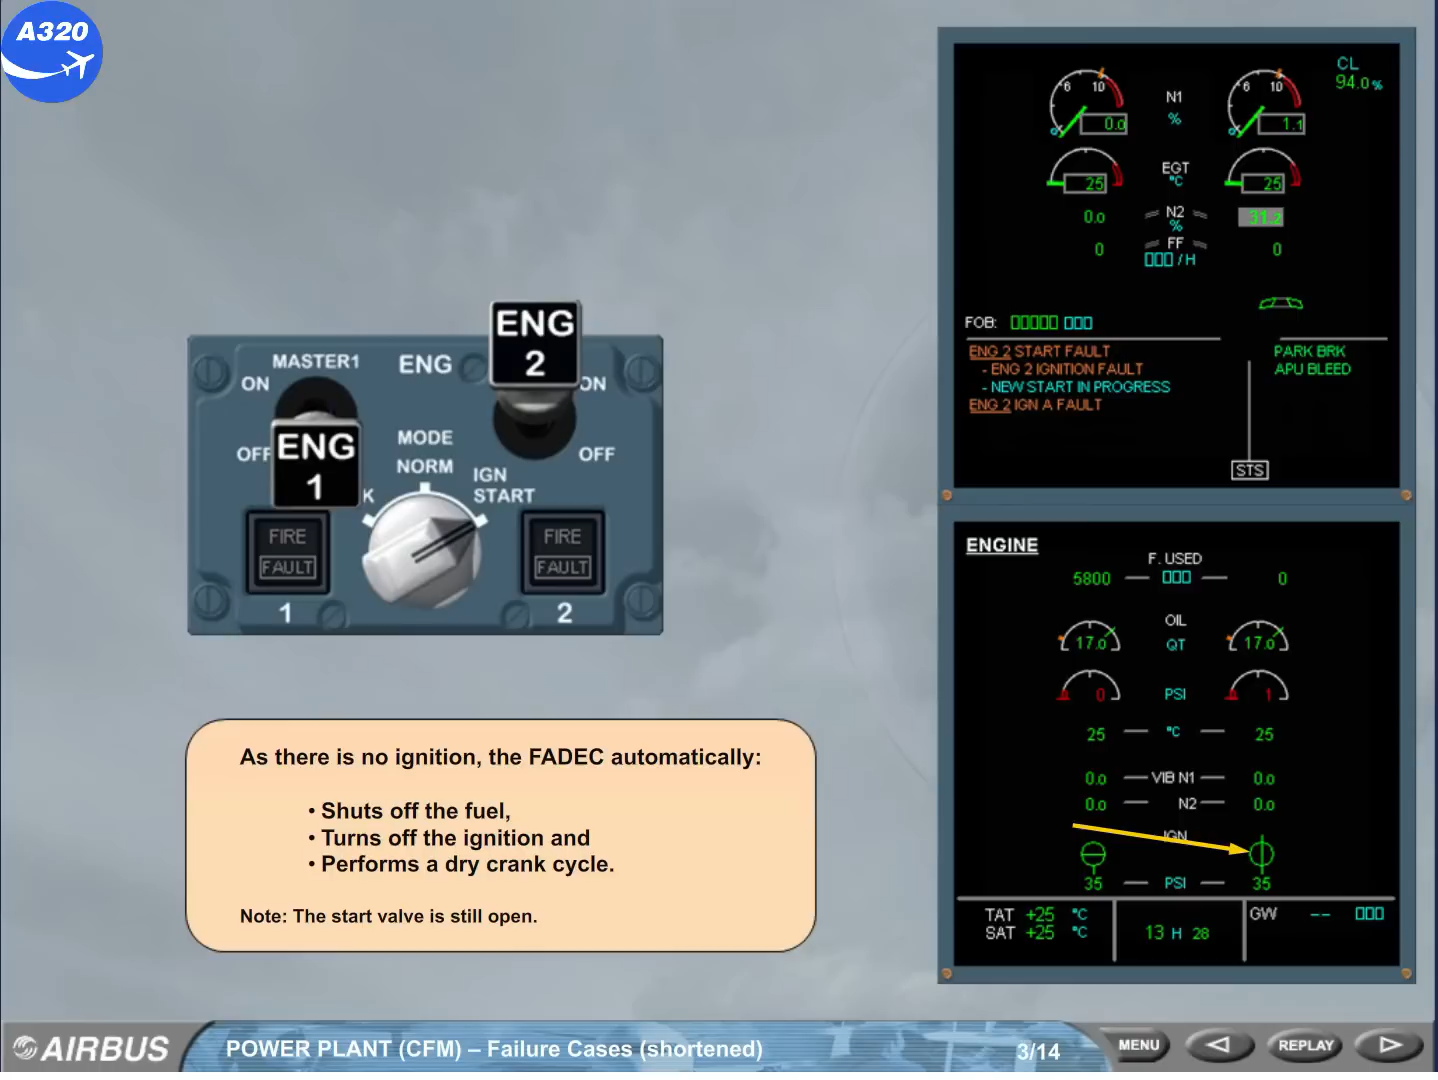 A320
MASTER1
ENG
ENG
2
ON
ON
OFF
ENG
1
OFF
MODE
NORM
K
IGN
START
FIRE
FAULT
FIRE
FAULT
1
2
As there is no ignition, the FADEC automatically:
• Shuts off the fuel,
• Turns off the ignition and
• Performs a dry crank cycle.
Note: The start valve is still open.
CL
94.0 %
6 10
N1
6 10
0.0
%
1.1
EGT
25
°C
25
0.0
N2
31.2
%
0
FF
0
/ H
FOB:
ENG 2 START FAULT
- ENG 2 IGNITION FAULT
- NEW START IN PROGRESS
ENG 2 IGN A FAULT
PARK BRK
APU BLEED
STS
ENGINE
F. USED
5800
0
OIL
17.0
QT
17.0
0
PSI
1
25
°C
25
0.0
VIB N1
0.0
0.0
N2
0.0
IGN
35
PSI
35
TAT +25 °C
SAT +25 °C
13 H 28
GW --
AIRBUS
POWER PLANT (CFM) – Failure Cases (shortened)
3/14
MENU
REPLAY